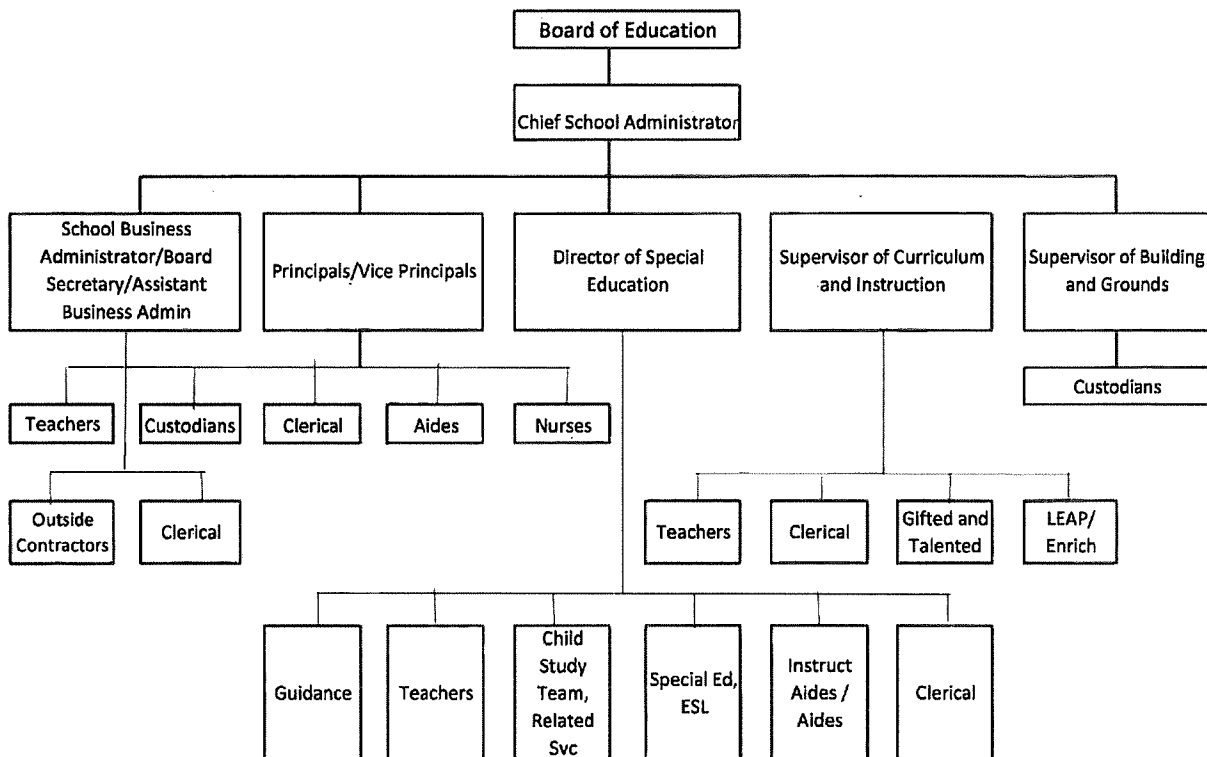 Board of Education
Chief School Administrator
School Business
Administrator/Board
Secretary/Assistant
Business Admin
Principals/Vice Principals
Director of Special
Education
Supervisor of Curriculum
and Instruction
Supervisor of Building
and Grounds
Custodians
Teachers
Custodians
Clerical
Aides
Nurses
Outside
Contractors
Clerical
Teachers
Clerical
Gifted and
Talented
LEAP/
Enrich
Guidance
Teachers
Child
Study
Team,
Related
Svc
Special Ed,
ESL
Instruct
Aides /
Aides
Clerical